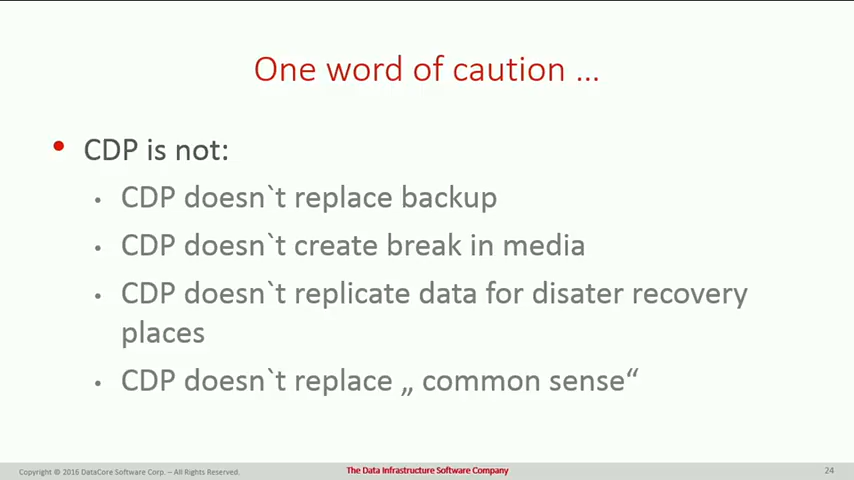 One word of caution ...
• CDP is not:
• CDP doesn`t replace backup
• CDP doesn`t create break in media
• CDP doesn`t replicate data for disater recovery
places
• CDP doesn`t replace „ common sense“
Copyright © 2016 DataCore Software Corp. – All Rights Reserved.
The Data Infrastructure Software Company
24